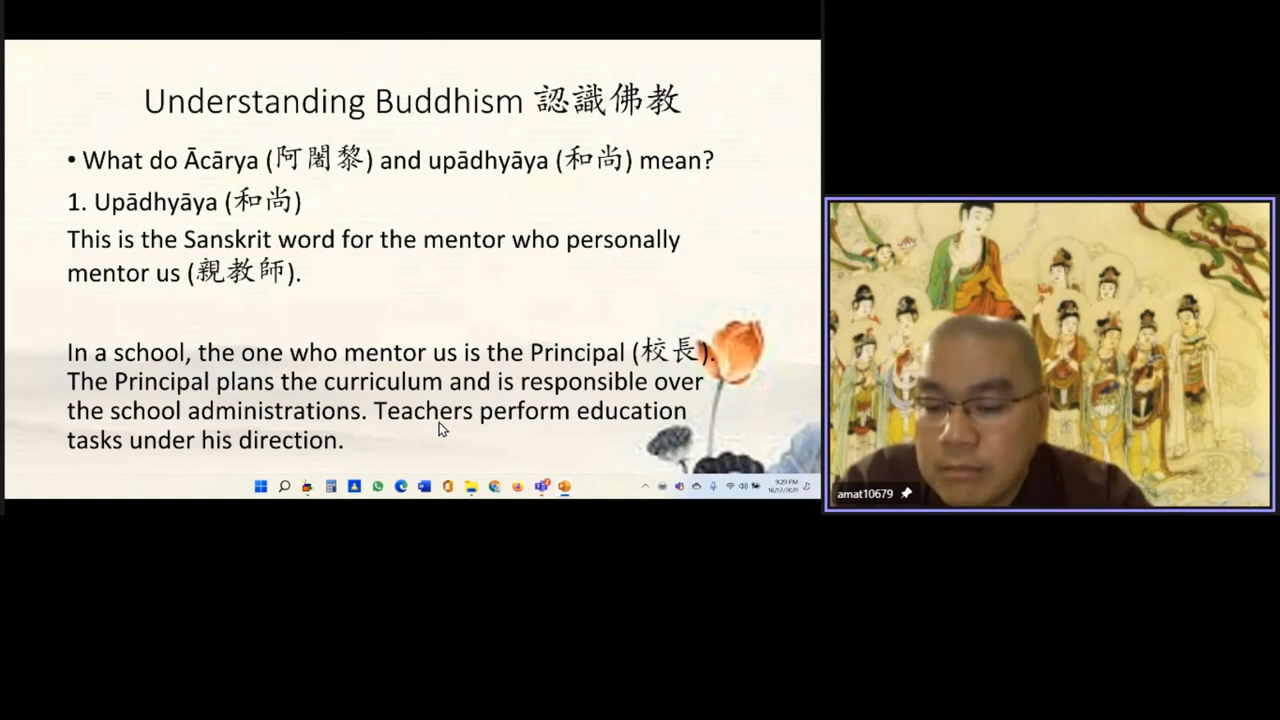 Understanding Buddhism 認識佛教
• What do Ācārya (阿闍黎) and upādhyāya (和尚) mean?
1. Upādhyāya (和尚)
This is the Sanskrit word for the mentor who personally
mentor us (親教師).
In a school, the one who mentor us is the Principal (校長).
The Principal plans the curriculum and is responsible over
the school administrations. Teachers perform education
tasks under his direction.
9:20 PM
amat10679